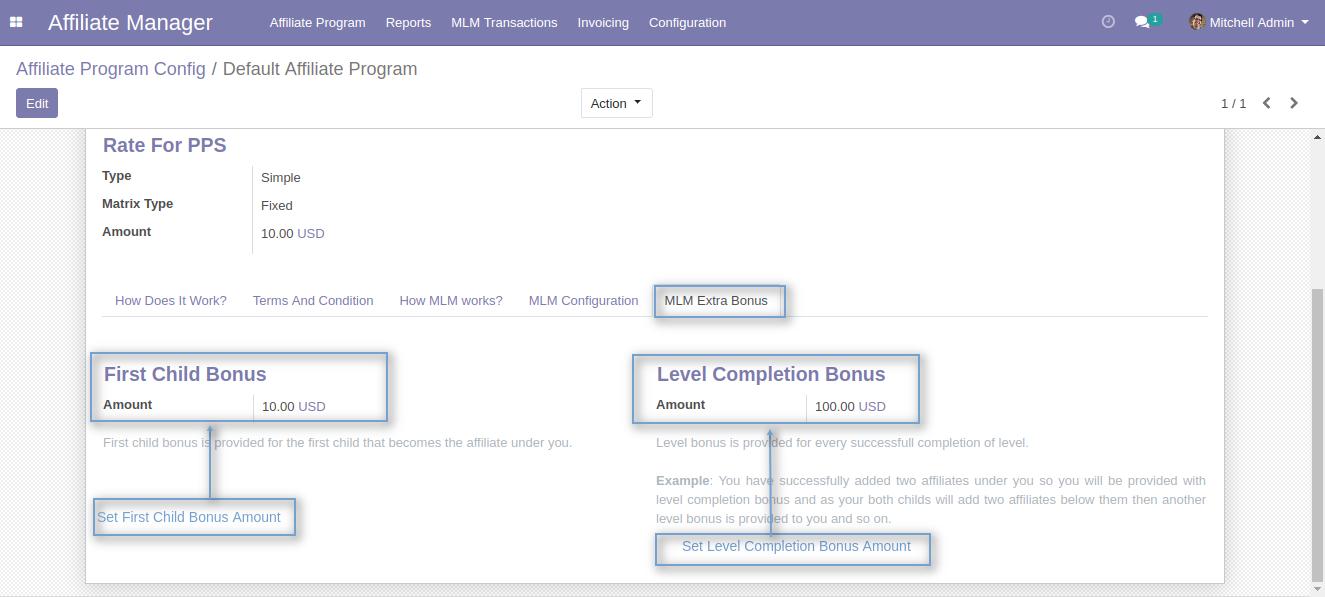 Affiliate Manager Affiliate Program Reports MLM Transactions Invoicing Configuration 1 Mitchell Admin
Affiliate Program Config / Default Affiliate Program
Edit Action 1 / 1
Rate For PPS
Type Simple
Matrix Type Fixed
Amount 10.00 USD
How Does It Work? Terms And Condition How MLM works? MLM Configuration MLM Extra Bonus
First Child Bonus
Amount 10.00 USD
First child bonus is provided for the first child that becomes the affiliate under you.
Set First Child Bonus Amount
Level Completion Bonus
Amount 100.00 USD
Level bonus is provided for every successfull completion of level.
Example: You have successfully added two affiliates under you so you will be provided with
level completion bonus and as your both childs will add two affiliates below them then another
level bonus is provided to you and so on.
Set Level Completion Bonus Amount